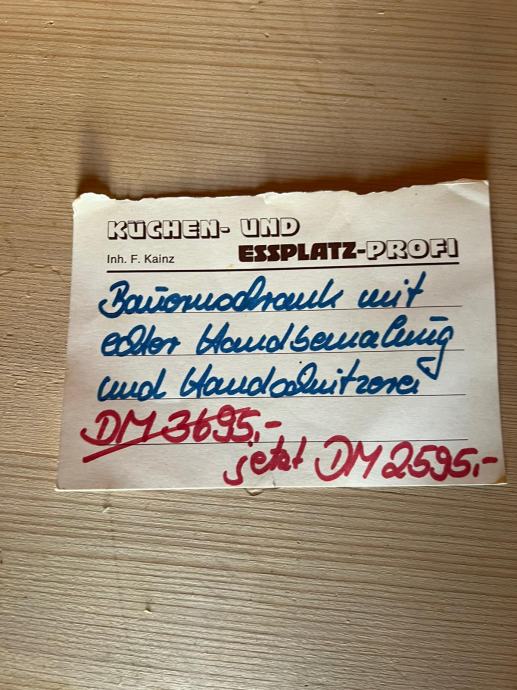 KÜCHEN- UND
ESSPLATZ-PROFI
Inh. F. Kainz
Bauernschrank mit
echter Handbemalung
und Handschnitzerei
DM 3695,-
jetzt DM 2595,-